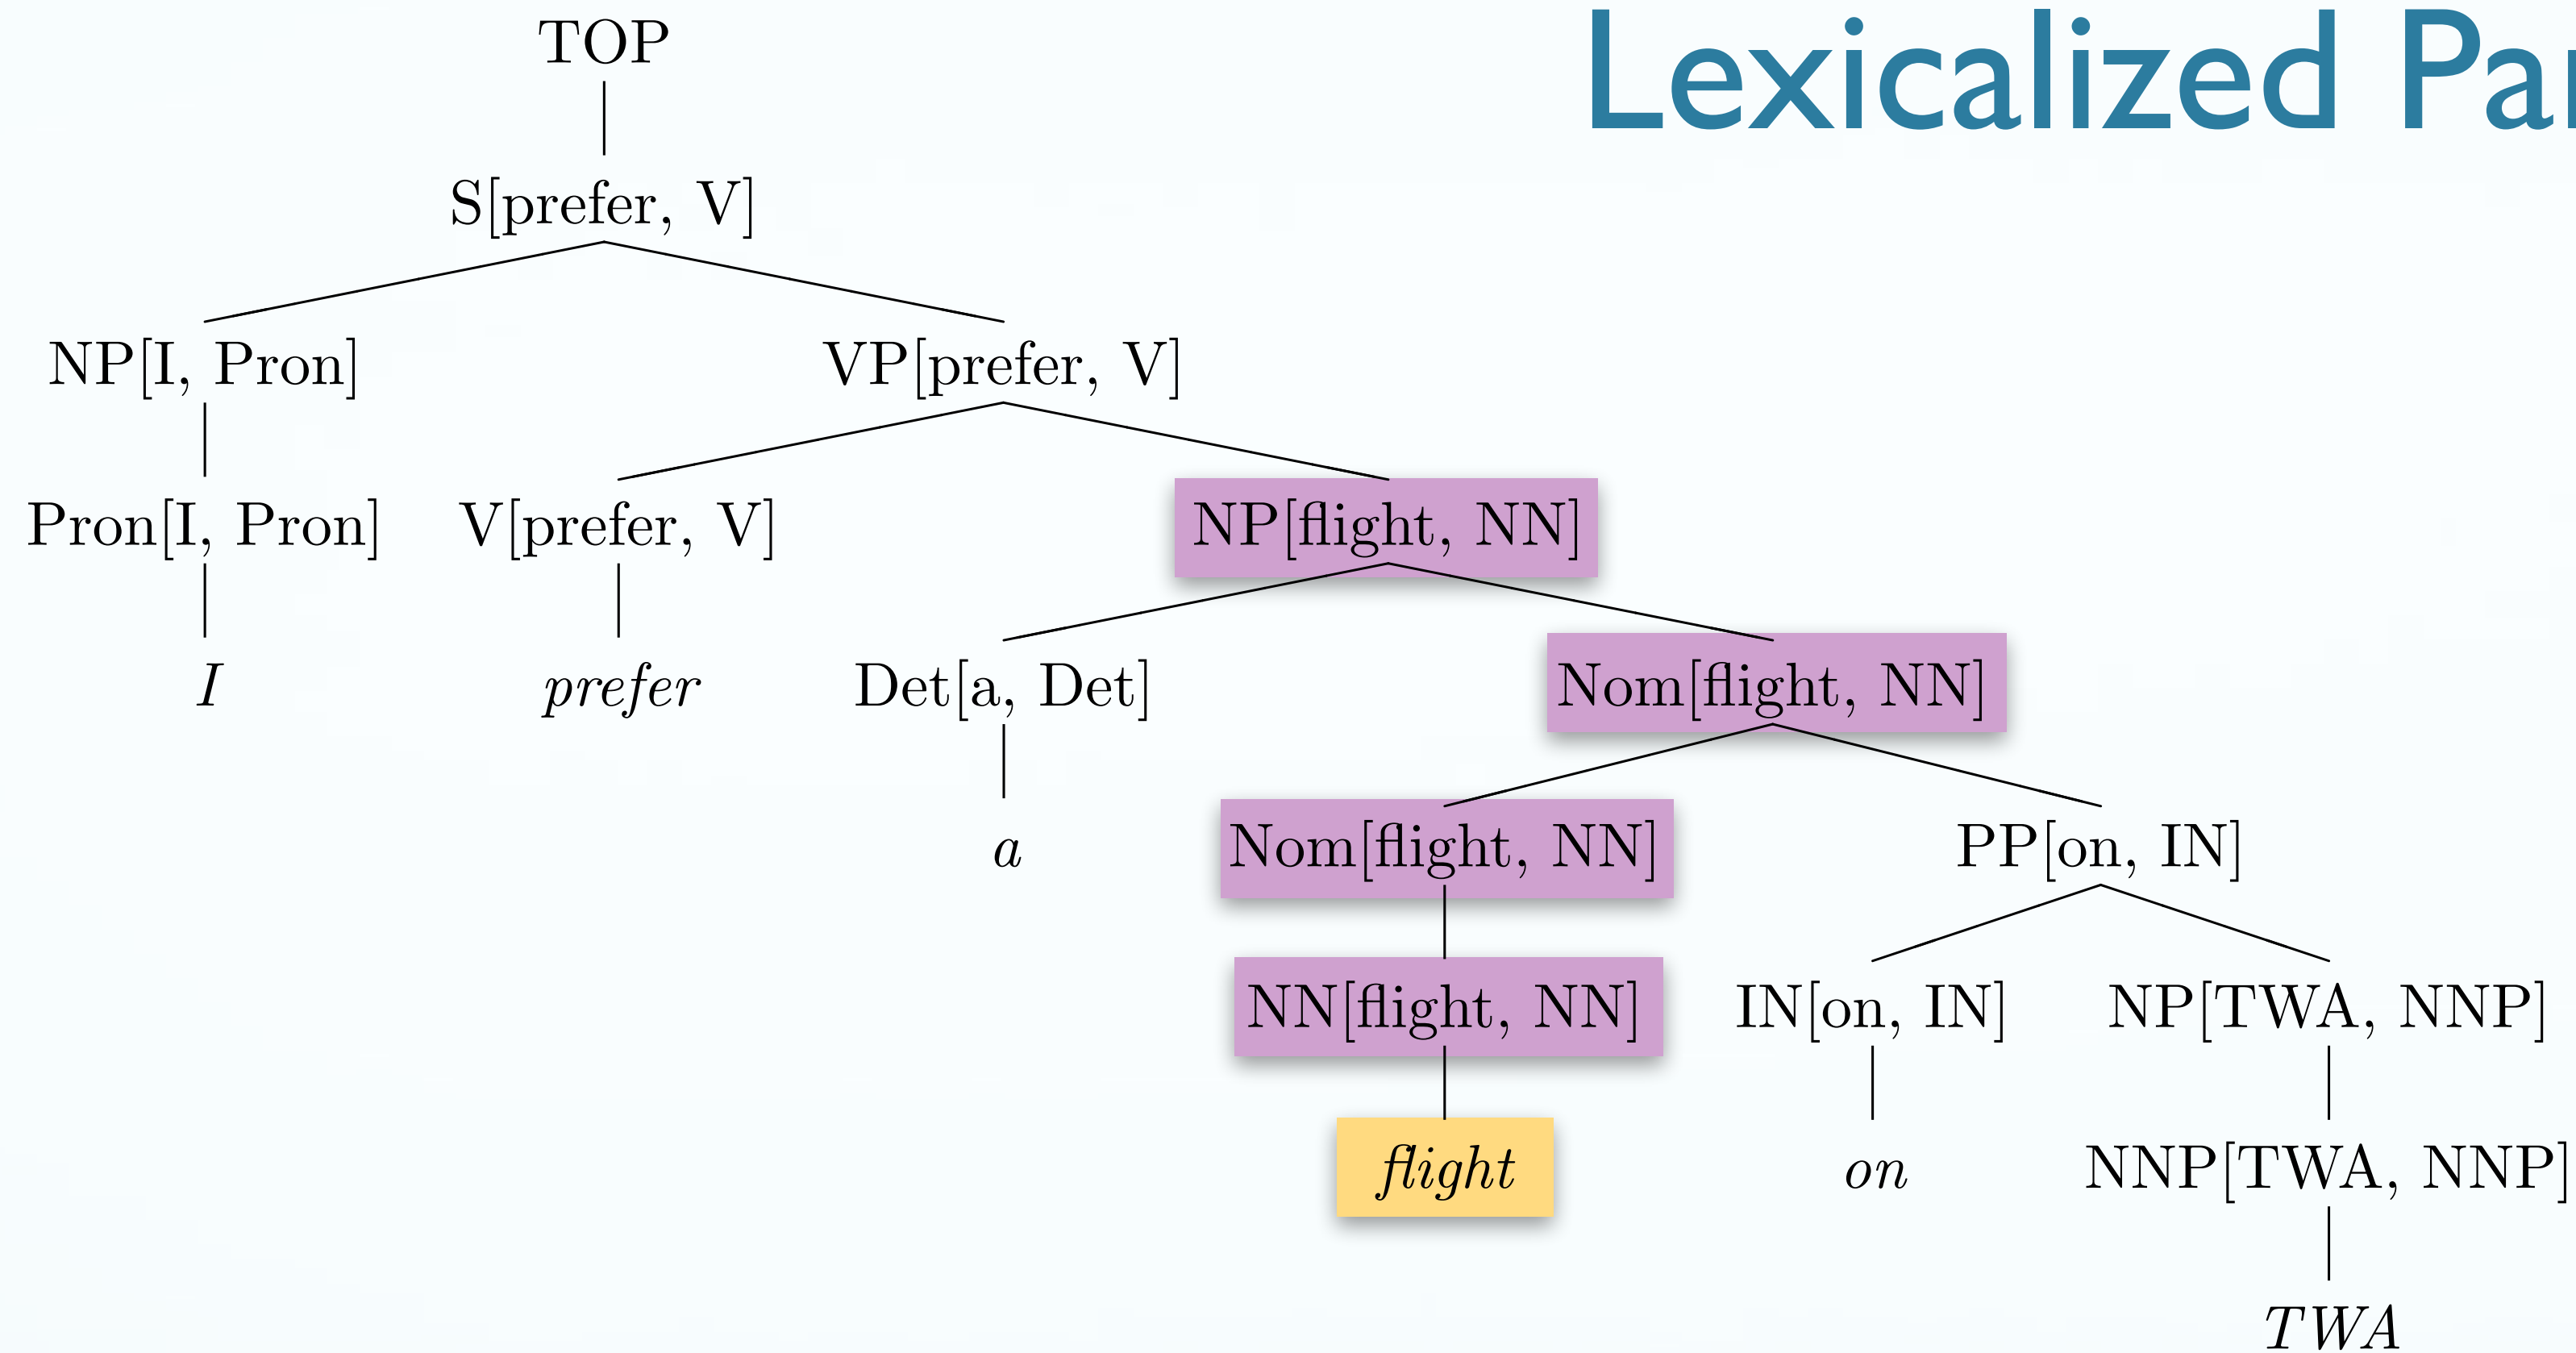 Lexicalized Par
TOP
S[prefer, V]
NP[I, Pron] VP[prefer, V]
Pron[I, Pron] V[prefer, V] NP[flight, NN]
I prefer Det[a, Det] Nom[flight, NN]
a Nom[flight, NN] PP[on, IN]
NN[flight, NN] IN[on, IN] NP[TWA, NNP]
flight on NNP[TWA, NNP]
TWA